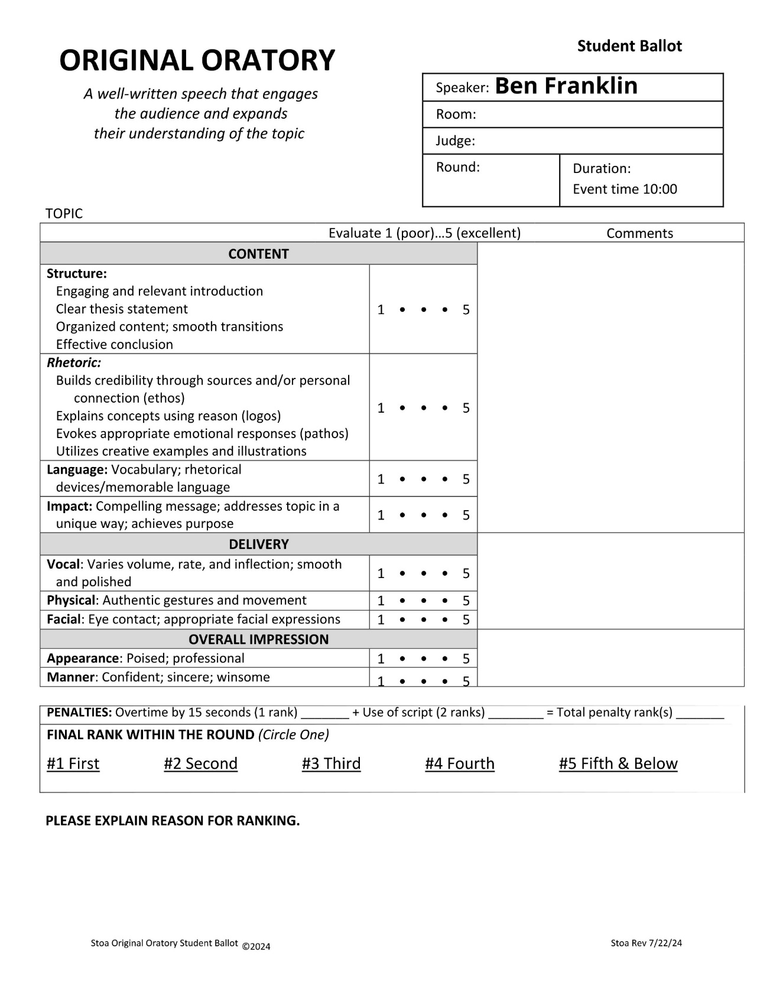 Student Ballot
ORIGINAL ORATORY
A well-written speech that engages
the audience and expands
their understanding of the topic
Speaker: Ben Franklin
Room:
Judge:
Round:
Duration:
Event time 10:00
TOPIC
Evaluate 1 (poor)...5 (excellent) Comments
CONTENT
Structure:
Engaging and relevant introduction
Clear thesis statement
Organized content; smooth transitions
Effective conclusion
1 • • • 5
Rhetoric:
Builds credibility through sources and/or personal
connection (ethos)
Explains concepts using reason (logos)
Evokes appropriate emotional responses (pathos)
Utilizes creative examples and illustrations
1 • • • 5
Language: Vocabulary; rhetorical
devices/memorable language
1 • • • 5
Impact: Compelling message; addresses topic in a
unique way; achieves purpose
1 • • • 5
DELIVERY
Vocal: Varies volume, rate, and inflection; smooth
and polished
1 • • • 5
Physical: Authentic gestures and movement 1 • • • 5
Facial: Eye contact; appropriate facial expressions 1 • • • 5
OVERALL IMPRESSION
Appearance: Poised; professional 1 • • • 5
Manner: Confident; sincere; winsome 1 • • • 5
PENALTIES: Overtime by 15 seconds (1 rank) _______ + Use of script (2 ranks) ________ = Total penalty rank(s) _______
FINAL RANK WITHIN THE ROUND (Circle One)
#1 First #2 Second #3 Third #4 Fourth #5 Fifth & Below
PLEASE EXPLAIN REASON FOR RANKING.
Stoa Original Oratory Student Ballot ©2024 Stoa Rev 7/22/24